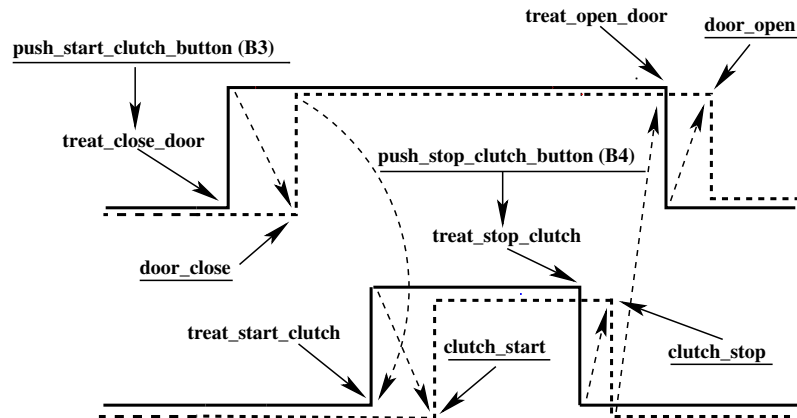 treat_open_door
door_open
push_start_clutch_button (B3)
treat_close_door
push_stop_clutch_button (B4)
treat_stop_clutch
door_close
treat_start_clutch
clutch_start
clutch_stop